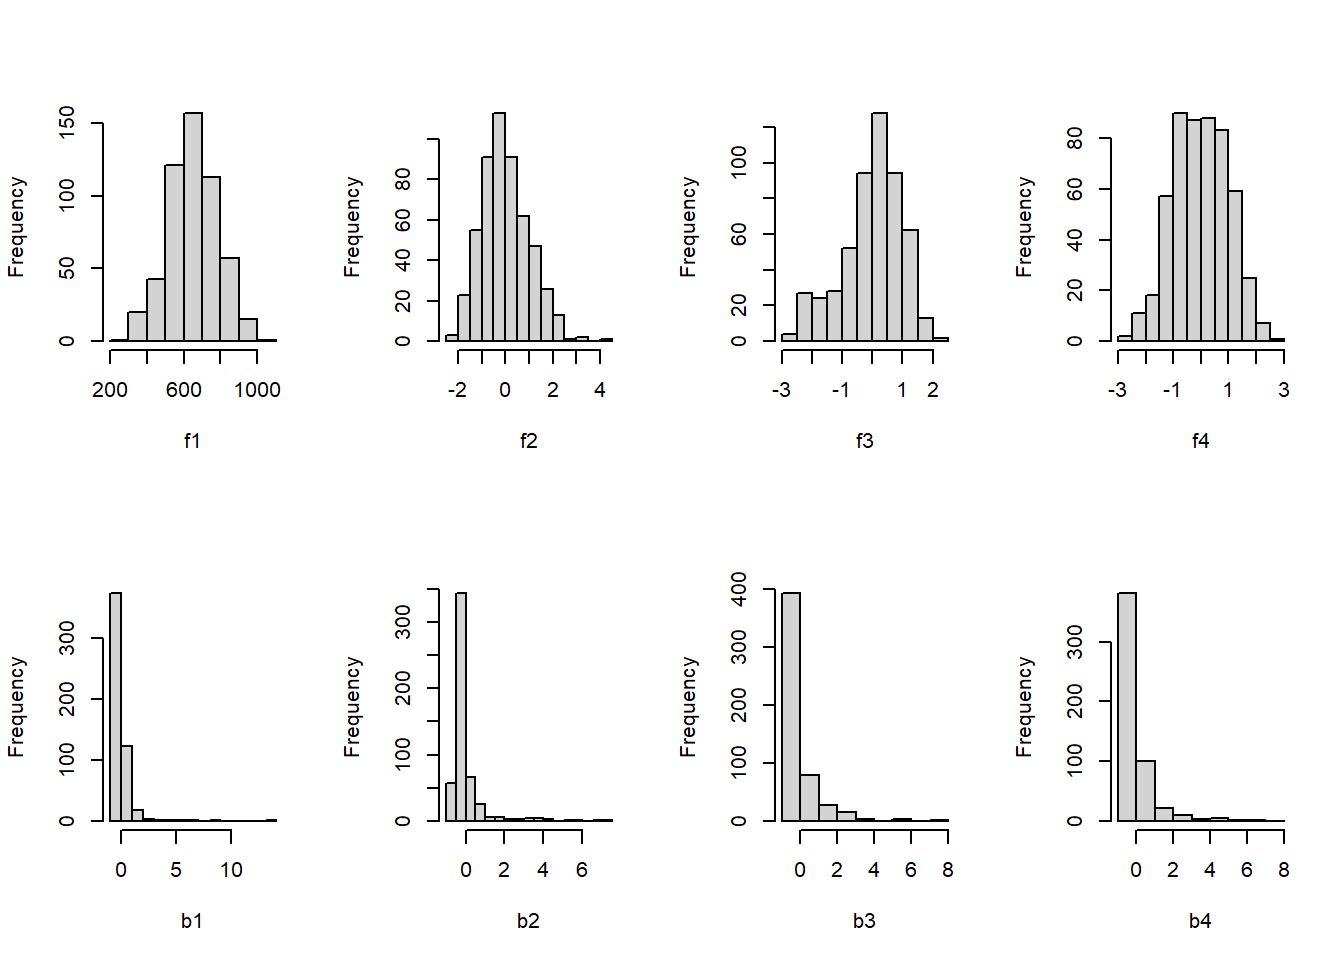 Frequency
0 50 100 150
200 600 1000
f1
Frequency
0 20 40 60 80
-2 0 2 4
f2
Frequency
0 20 60 100
-3 -1 1 2
f3
Frequency
0 20 40 60 80
-3 -1 1 3
f4
Frequency
0 100 200 300
0 5 10
b1
Frequency
0 100 200 300
0 2 4 6
b2
Frequency
0 100 200 300 400
0 2 4 6 8
b3
Frequency
0 100 200 300
0 2 4 6 8
b4